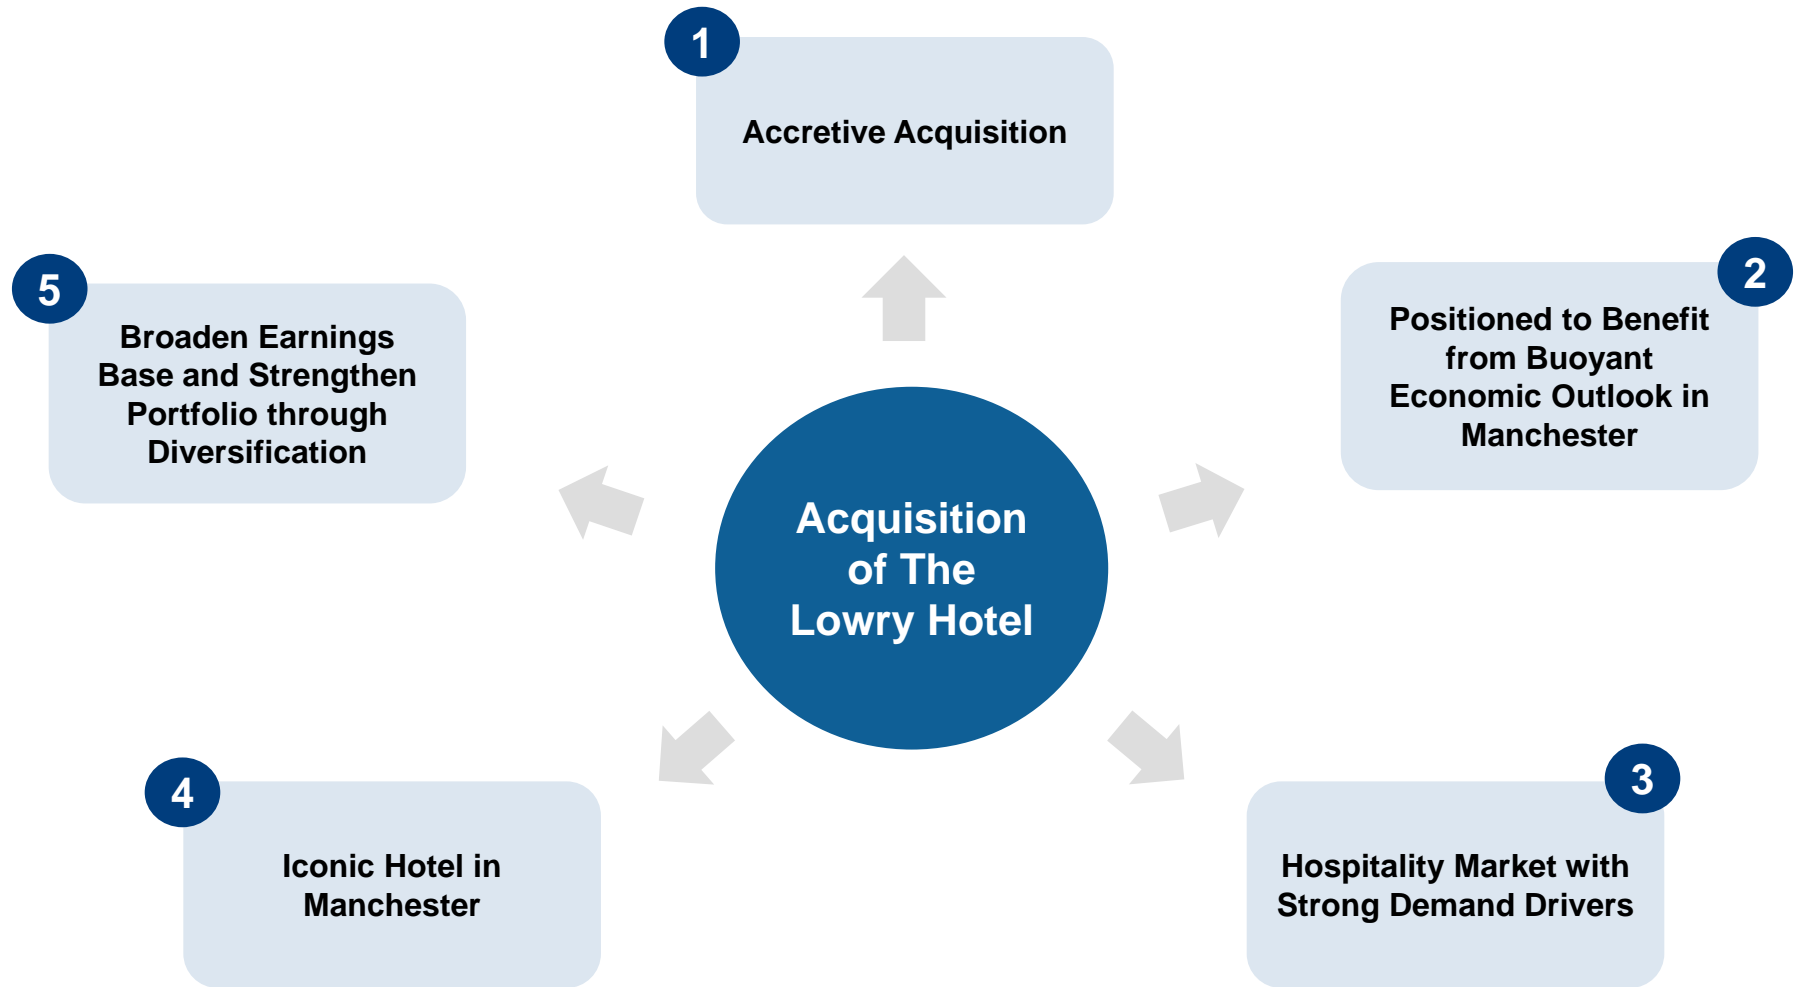 1
Accretive Acquisition
2
Positioned to Benefit
from Buoyant
Economic Outlook in
Manchester
3
Hospitality Market with
Strong Demand Drivers
4
Iconic Hotel in
Manchester
5
Broaden Earnings
Base and Strengthen
Portfolio through
Diversification
Acquisition
of The
Lowry Hotel